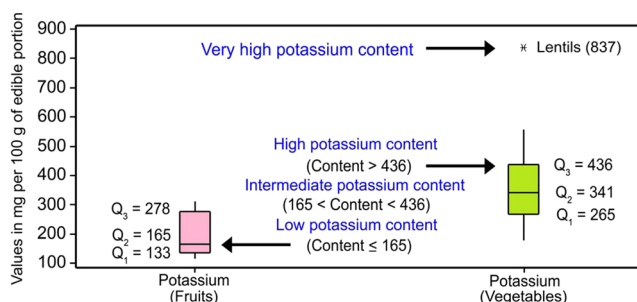 Values in mg per 100 g of edible portion
900
800
700
600
500
400
300
200
100
Very high potassium content
Lentils (837)
High potassium content
(Content > 436)
Intermediate potassium content
(165 < Content < 436)
Low potassium content
(Content ≤ 165)
Q₃ = 278
Q₂ = 165
Q₁ = 133
Q₃ = 436
Q₂ = 341
Q₁ = 265
Potassium
(Fruits)
Potassium
(Vegetables)